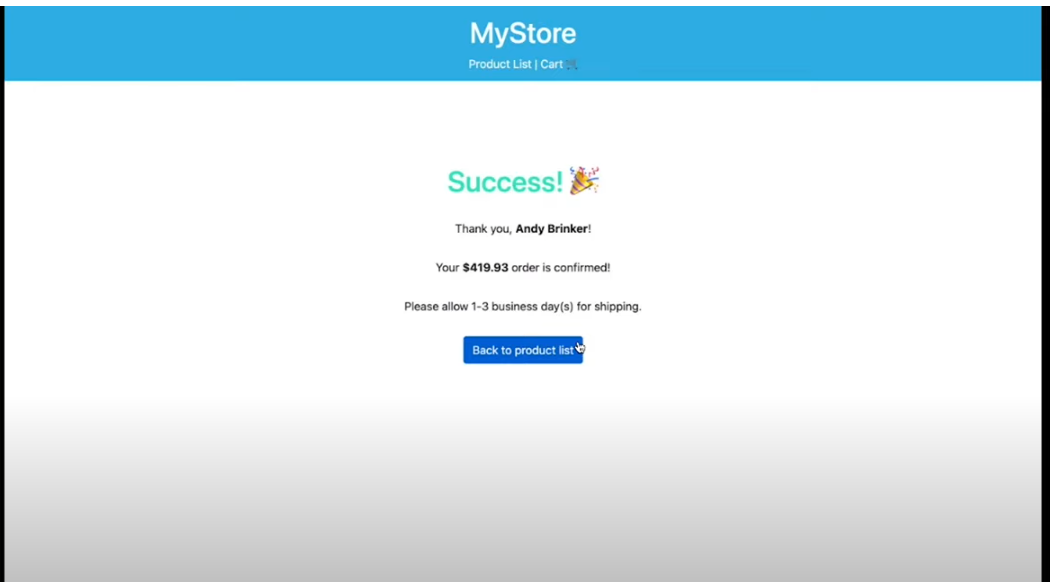 MyStore
Product List | Cart
Success! 🎉
Thank you, Andy Brinker!
Your $419.93 order is confirmed!
Please allow 1-3 business day(s) for shipping.
Back to product list